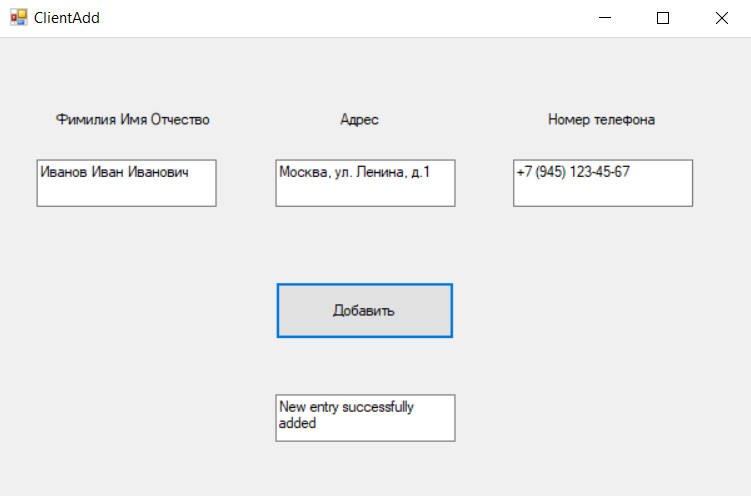 ClientAdd
Фимилия Имя Отчество
Адрес
Номер телефона
Иванов Иван Иванович
Москва, ул. Ленина, д.1
+7 (945) 123-45-67
Добавить
New entry successfully
added